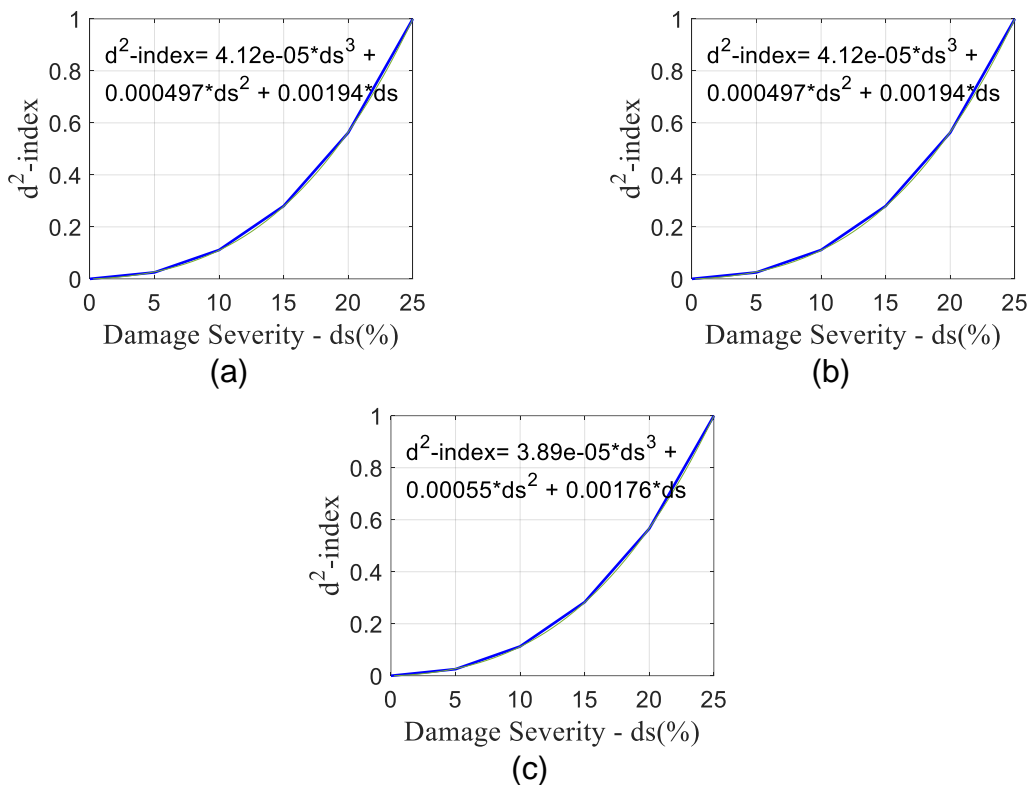 1
0.8
0.6
0.4
0.2
0
d²-index
d²-index= 4.12e-05*ds³ +
0.000497*ds² + 0.00194*ds
0 5 10 15 20 25
Damage Severity - ds(%)
(a)
1
0.8
0.6
0.4
0.2
0
d²-index
d²-index= 4.12e-05*ds³ +
0.000497*ds² + 0.00194*ds
0 5 10 15 20 25
Damage Severity - ds(%)
(b)
1
0.8
0.6
0.4
0.2
0
d²-index
d²-index= 3.89e-05*ds³ +
0.00055*ds² + 0.00176*ds
0 5 10 15 20 25
Damage Severity - ds(%)
(c)